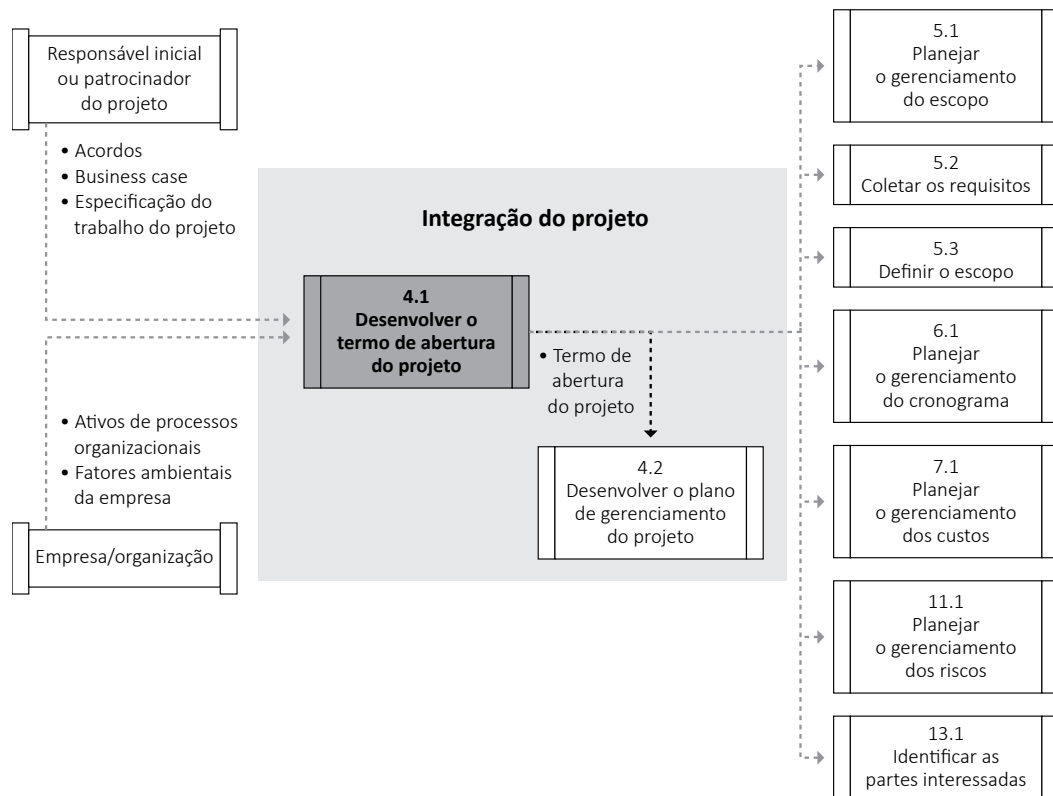 Responsável inicial
ou patrocinador
do projeto
• Acordos
• Business case
• Especificação do
trabalho do projeto
Integração do projeto
4.1
Desenvolver o
termo de abertura
do projeto
• Termo de
abertura
do projeto
4.2
Desenvolver o plano
de gerenciamento
do projeto
• Ativos de processos
organizacionais
• Fatores ambientais
da empresa
Empresa/organização
5.1
Planejar
o gerenciamento
do escopo
5.2
Coletar os requisitos
5.3
Definir o escopo
6.1
Planejar
o gerenciamento
do cronograma
7.1
Planejar
o gerenciamento
dos custos
11.1
Planejar
o gerenciamento
dos riscos
13.1
Identificar as
partes interessadas